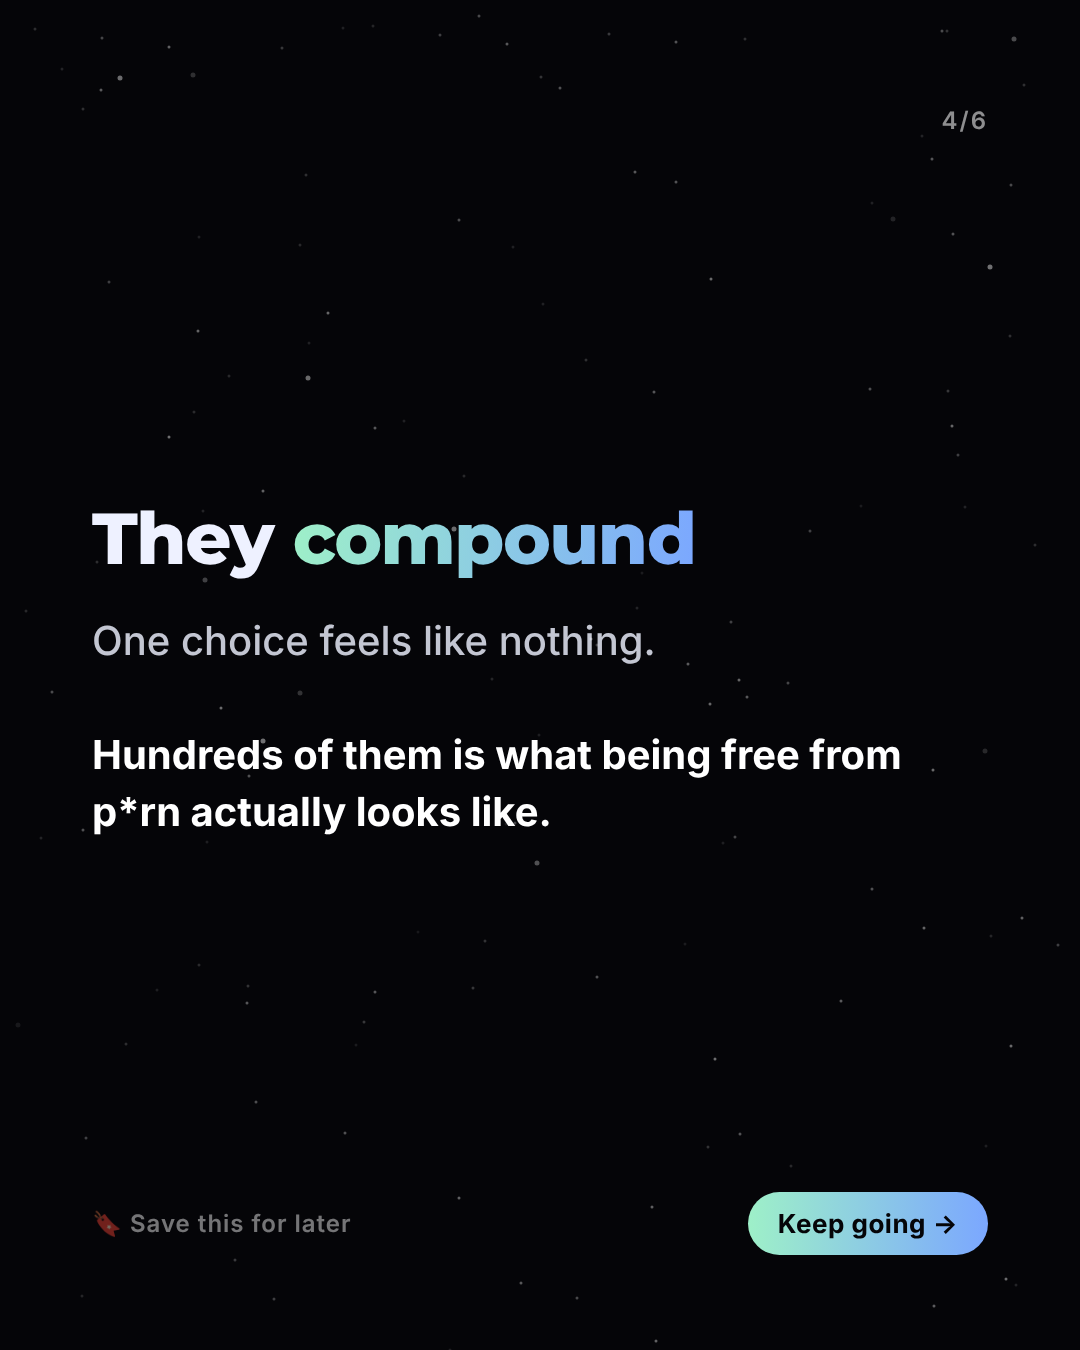 4/6
They compound
One choice feels like nothing.
Hundreds of them is what being free from
p*rn actually looks like.
🔖 Save this for later
Keep going →